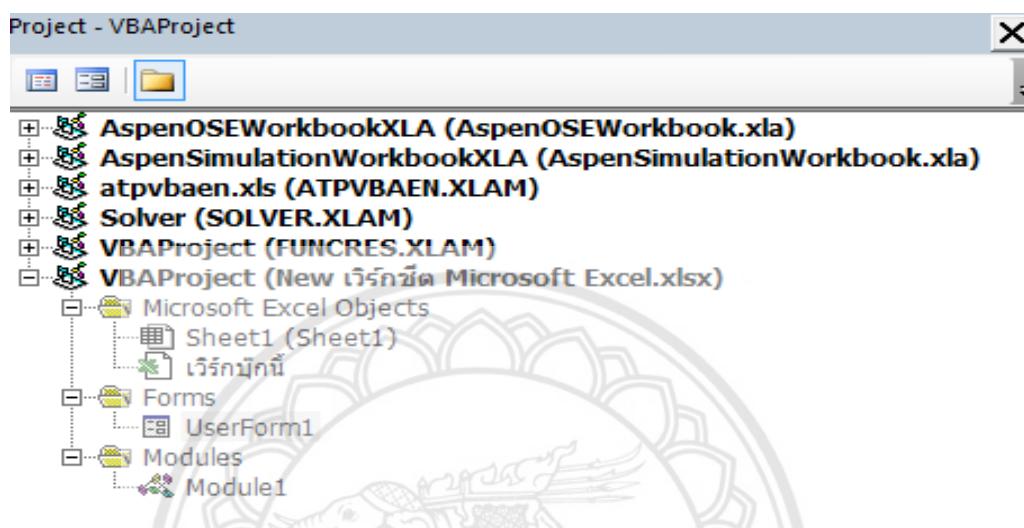 Project - VBAProject
AspenOSEWorkbookXLA (AspenOSEWorkbook.xla)
AspenSimulationWorkbookXLA (AspenSimulationWorkbook.xla)
atpvbaen.xls (ATPVBAEN.XLAM)
Solver (SOLVER.XLAM)
VBAProject (FUNCRES.XLAM)
VBAProject (New เวิร์กชีต Microsoft Excel.xlsx)
Microsoft Excel Objects
Sheet1 (Sheet1)
เวิร์กบุ๊กนี้
Forms
UserForm1
Modules
Module1